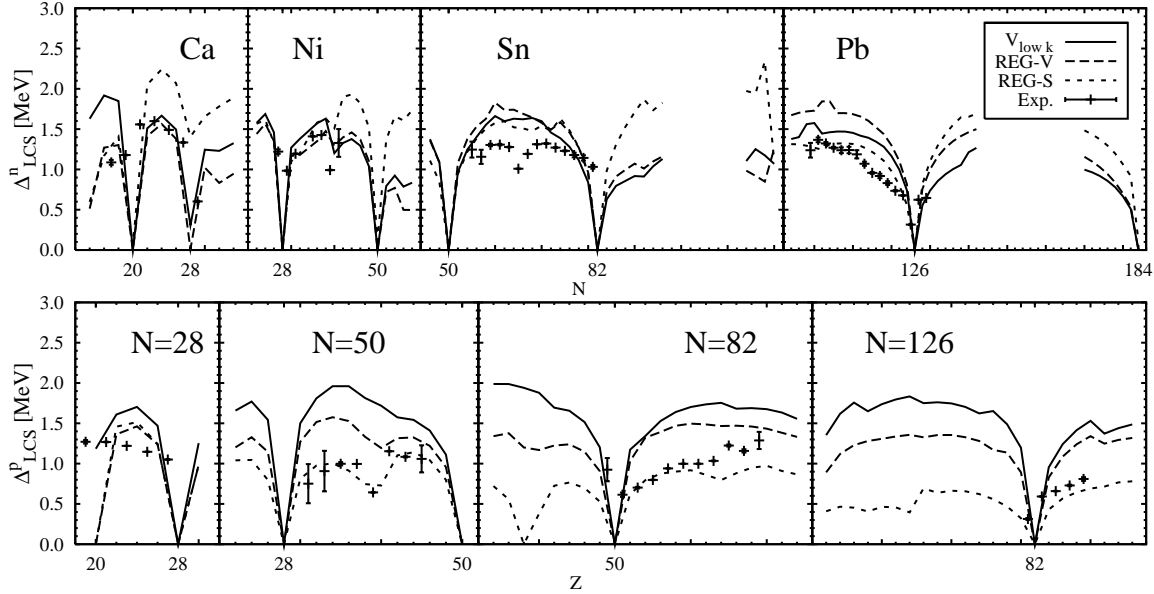 Δⁿ_LCS [MeV]
3.0
2.5
2.0
1.5
1.0
0.5
0.0
Ca
Ni
Sn
Pb
V_low k
REG-V
REG-S
Exp.
20 28 28 50 50 82 126 184
N
Δᵖ_LCS [MeV]
3.0
2.5
2.0
1.5
1.0
0.5
0.0
N=28
N=50
N=82
N=126
20 28 28 50 50 82
Z